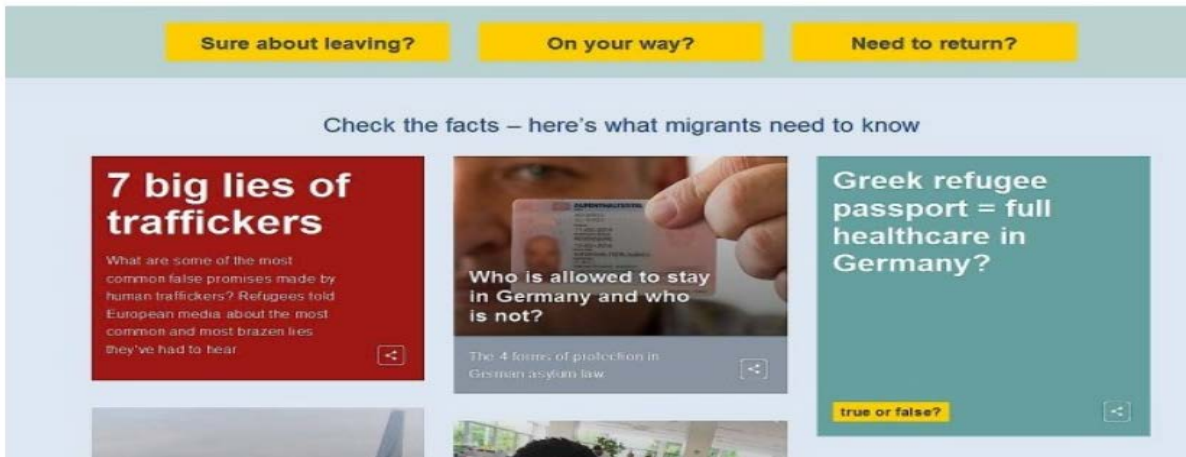 Sure about leaving?
On your way?
Need to return?
Check the facts – here's what migrants need to know
7 big lies of
traffickers
What are some of the most
common false promises made by
human traffickers? Refugees told
European media about the most
common and most brazen lies
they've had to hear
AUFENTHALTSTITEL
Who is allowed to stay
in Germany and who
is not?
The 4 forms of protection in
German asylum law.
Greek refugee
passport = full
healthcare in
Germany?
true or false?